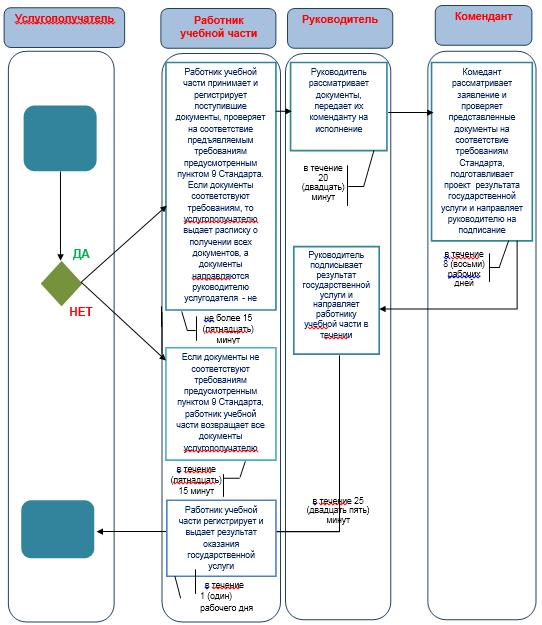 Услугополучатель
Работник
учебной части
Руководитель
Комендант
Работник учебной
части принимает и
регистрирует
поступившие
документы, проверяет
на соответствие
предъявляемым
требованиям
предусмотренным
пунктом 9 Стандарта.
Если документы
соответствуют
требованиям, то
услугополучателю
выдает расписку о
получении всех
документов, а
документы
направляются
руководителю
услугодателя - не
не более 15
(пятнадцать)
минут
Руководитель
рассматривает
документы,
передает их
коменданту на
исполнение
в течение
20
(двадцать)
минут
Комедант
рассматривает
заявление и
проверяет
представленные
документы на
соответствие
требованиям
Стандарта,
подготавливает
проект результата
государственной
услуги и направляет
руководителю на
подписание
в течение
8 (восьми)
рабочих
дней
ДА
НЕТ
Руководитель
подписывает
результат
государственной
услуги и
направляет
работнику
учебной части в
течении
Если документы не
соответствуют
требованиям
предусмотренным
пунктом 9 Стандарта,
работник учебной
части возвращает все
документы
услугополучателю
в течение
(пятнадцать)
15 минут
в течение 25
(двадцать пять)
минут
Работник учебной
части регистрирует и
выдает результат
оказания
государственной
услуги
в течение
1 (один)
рабочего дня